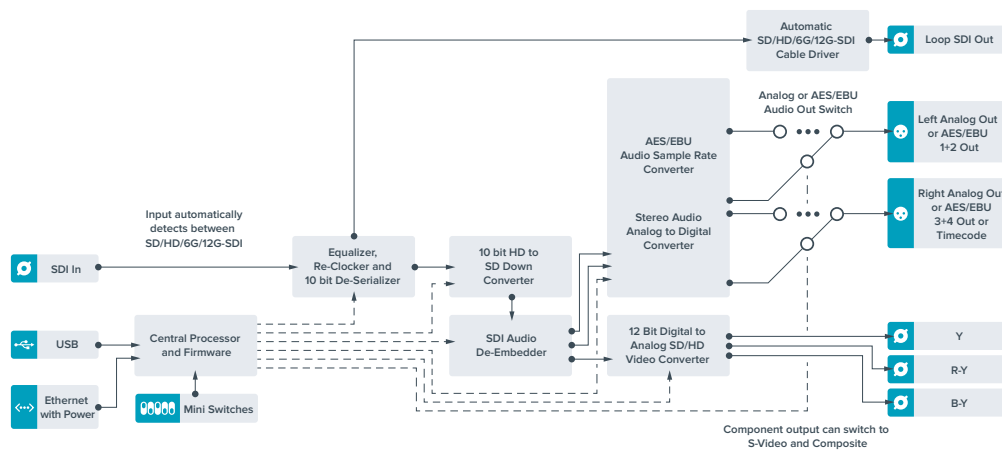 Automatic
SD/HD/6G/12G-SDI
Cable Driver
Loop SDI Out
Analog or AES/EBU
Audio Out Switch
Left Analog Out
or AES/EBU
1+2 Out
AES/EBU
Audio Sample Rate
Converter
Right Analog Out
or AES/EBU
3+4 Out or
Timecode
Stereo Audio
Analog to Digital
Converter
Input automatically
detects between
SD/HD/6G/12G-SDI
SDI In
Equalizer,
Re-Clocker and
10 bit De-Serializer
10 bit HD to
SD Down
Converter
USB
Central Processor
and Firmware
SDI Audio
De-Embedder
12 Bit Digital to
Analog SD/HD
Video Converter
Y
R-Y
B-Y
Ethernet
with Power
Mini Switches
Component output can switch to
S-Video and Composite